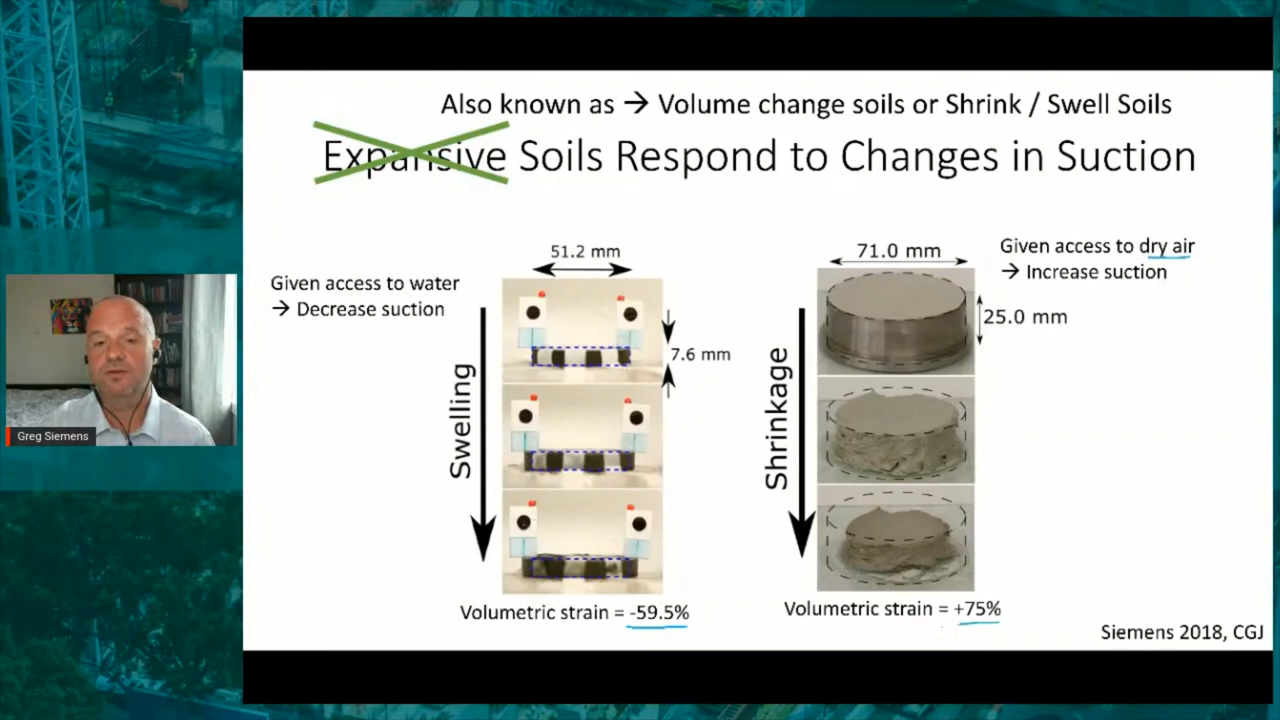 Also known as → Volume change soils or Shrink / Swell Soils
Expansive Soils Respond to Changes in Suction
Given access to water
→ Decrease suction
51.2 mm
7.6 mm
Swelling
Volumetric strain = -59.5%
71.0 mm
25.0 mm
Shrinkage
Volumetric strain = +75%
Given access to dry air
→ Increase suction
Siemens 2018, CGJ
Greg Siemens